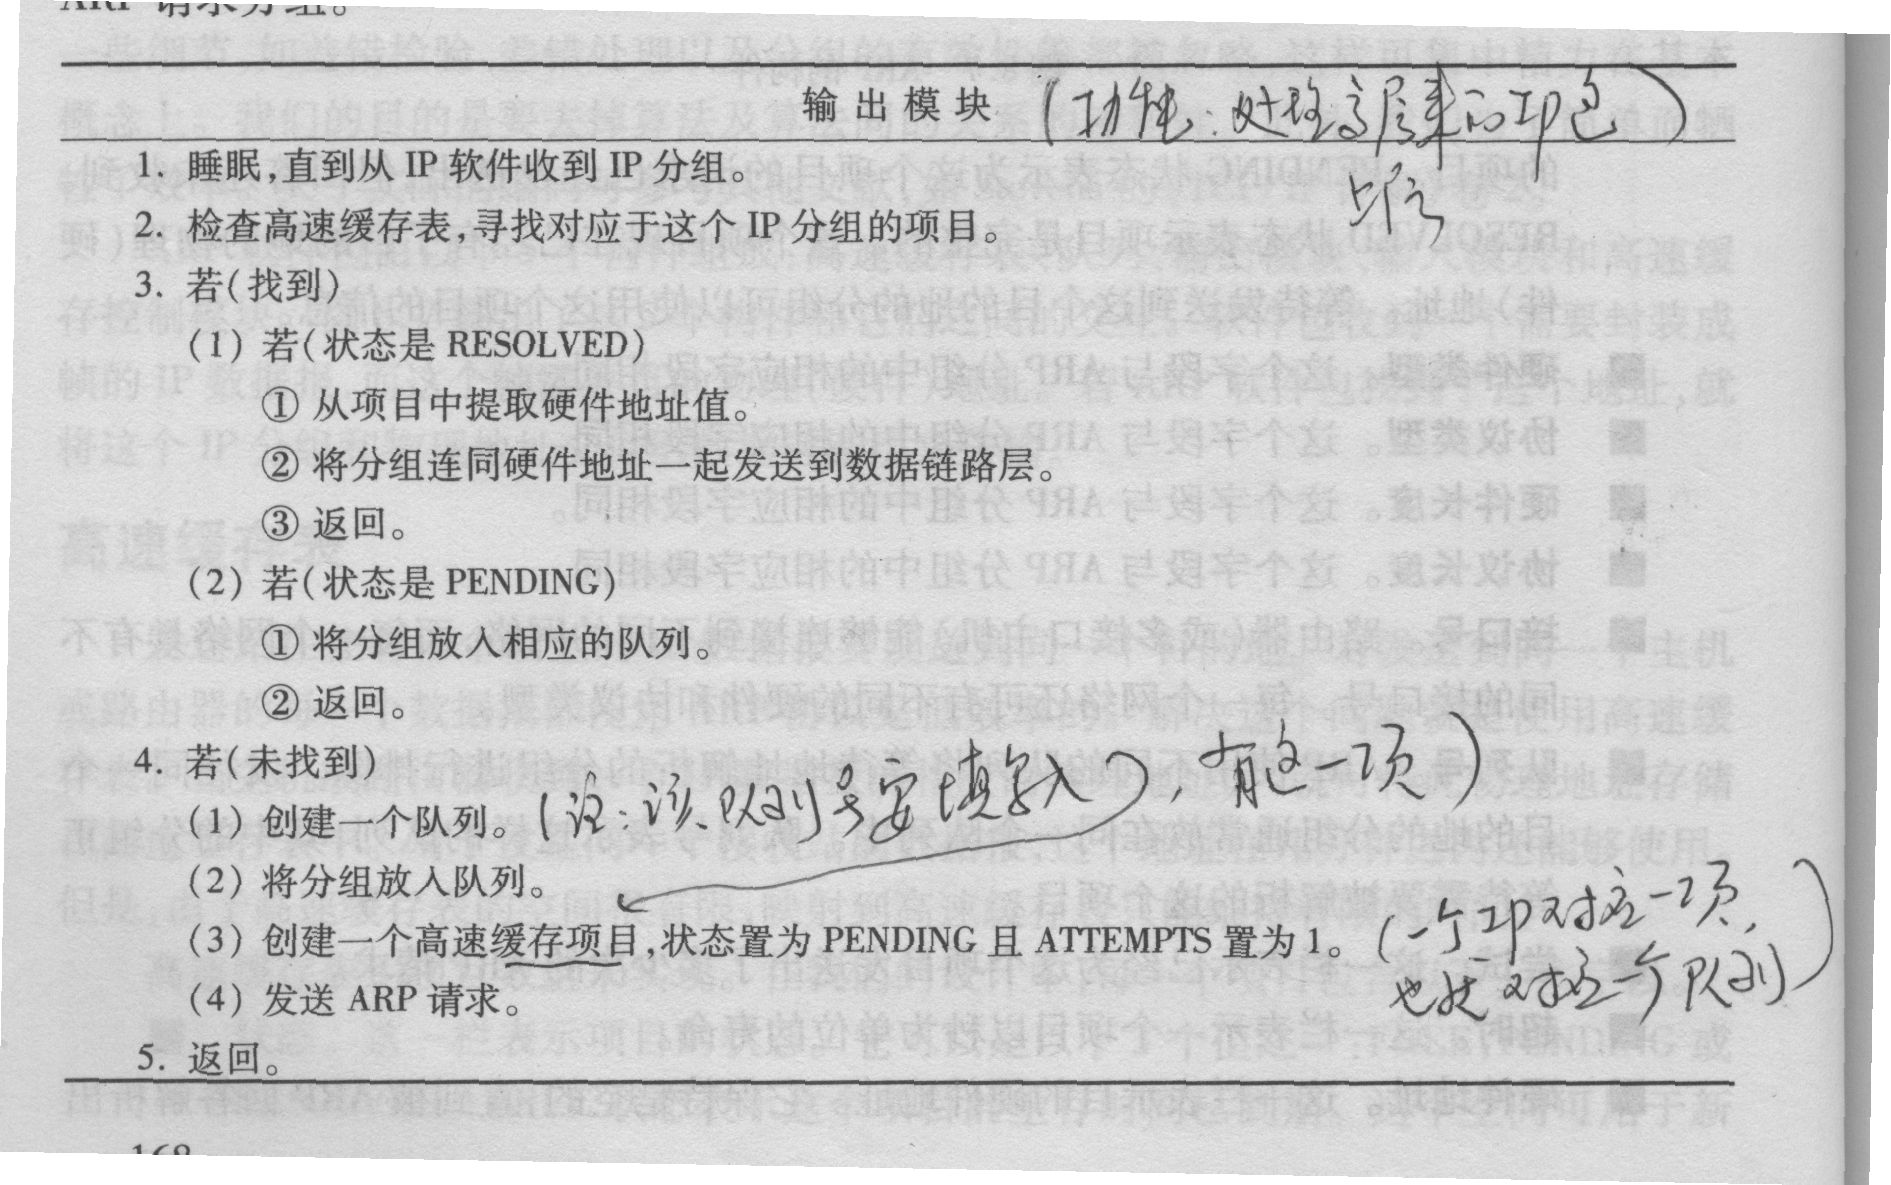 输出模块 (功能:处理高层来的IP包)
上层
1. 睡眠,直到从 IP 软件收到 IP 分组。
2. 检查高速缓存表,寻找对应于这个 IP 分组的项目。
3. 若(找到)
(1) 若(状态是 RESOLVED)
① 从项目中提取硬件地址值。
② 将分组连同硬件地址一起发送到数据链路层。
③ 返回。
(2) 若(状态是 PENDING)
① 将分组放入相应的队列。
② 返回。
4. 若(未找到)
(1) 创建一个队列。(注:该队列号要填写入),有这一项)
(2) 将分组放入队列。
(3) 创建一个高速缓存项目,状态置为 PENDING 且 ATTEMPTS 置为 1。(一个IP对应一项,
也就对应一个队列)
(4) 发送 ARP 请求。
5. 返回。
168